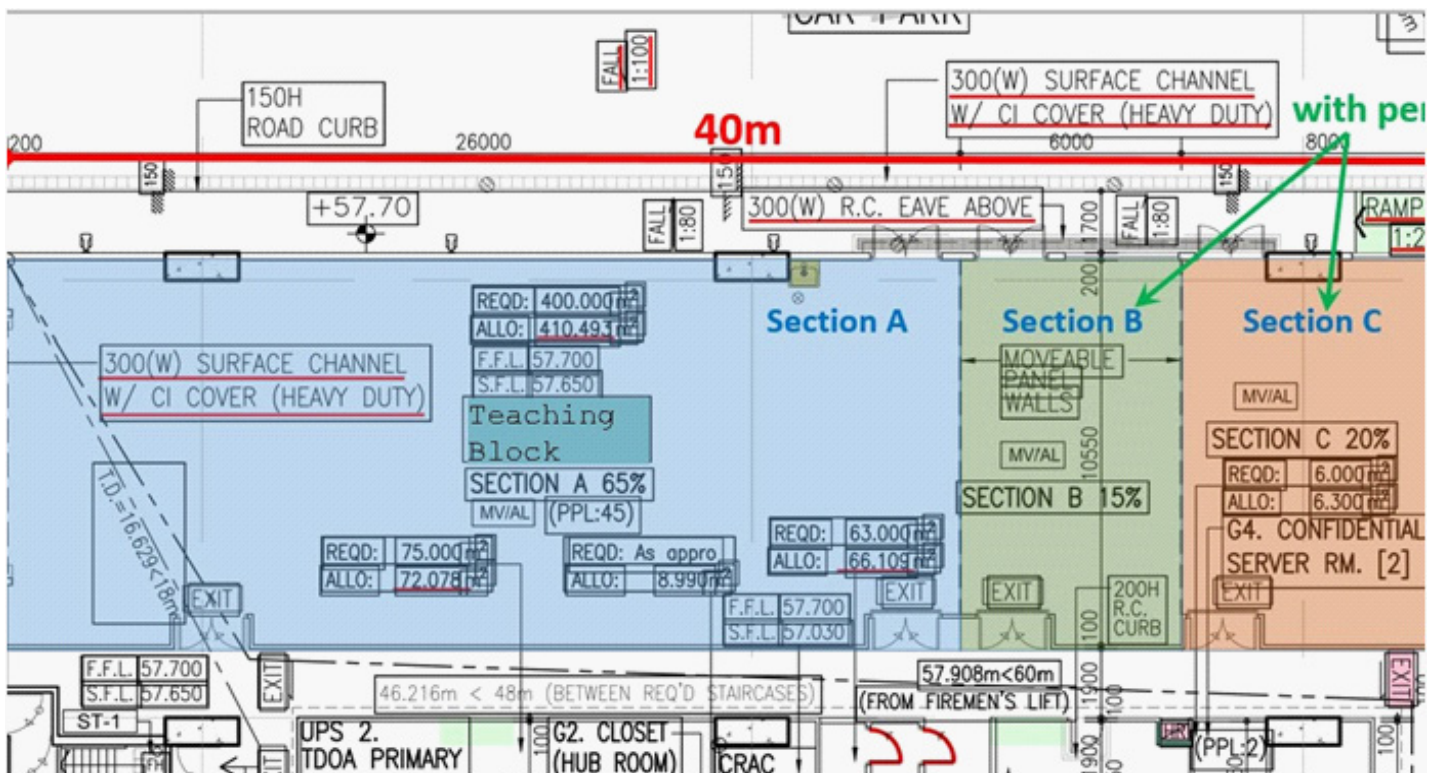 CAR PARK
FALL
1:100
150H
ROAD CURB
300(W) SURFACE CHANNEL
W/ CI COVER (HEAVY DUTY)
with per
200
26000
40m
6000
8000
150
150
150
+57.70
FALL
1:80
300(W) R.C. EAVE ABOVE
1700
FALL
1:80
RAMP
1:2
200
REQD: 400.000m²
ALLO: 410.493m²
F.F.L. 57.700
S.F.L. 57.650
Section A
Section B
Section C
300(W) SURFACE CHANNEL
W/ CI COVER (HEAVY DUTY)
MOVEABLE
PANEL
WALLS
MV/AL
Teaching
Block
MV/AL
10550
SECTION C 20%
SECTION A 65%
MV/AL
(PPL:45)
SECTION B 15%
REQD: 6.000m²
ALLO: 6.300m²
T.D.=16.629<18m
REQD: 75.000m²
ALLO: 72.078m²
REQD: As appro
ALLO: 8.990m²
REQD: 63.000m²
ALLO: 66.109m²
G4. CONFIDENTIAL
SERVER RM. [2]
EXIT
EXIT
EXIT
EXIT
F.F.L. 57.700
S.F.L. 57.030
200H
R.C.
CURB
100
F.F.L. 57.700
S.F.L. 57.650
EXIT
46.216m < 48m (BETWEEN REQ'D STAIRCASES)
57.908m<60m
(FROM FIREMEN'S LIFT)
1900
1900
EXIT
100
100
ST-1
UPS 2.
TDOA PRIMARY
100
G2. CLOSET
(HUB ROOM)
CRAC
1900
HR
(PPL:2)
100
EXIT